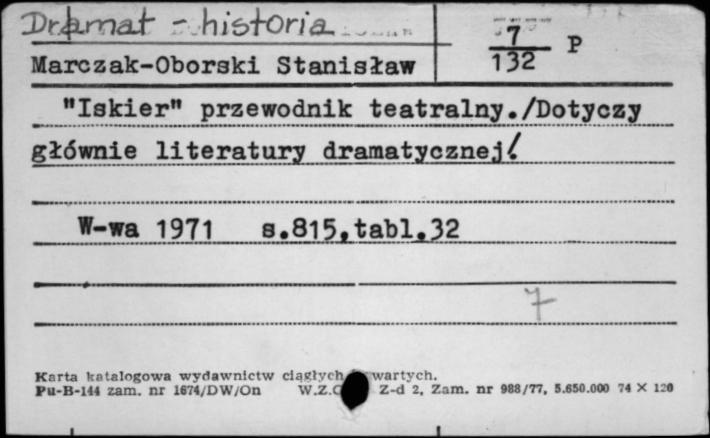 Dramat - historia
7
132 P
Marczak-Oborski Stanisław
"Iskier" przewodnik teatralny./Dotyczy
głównie literatury dramatycznej/.
W-wa 1971 s.815,tabl.32
7
Karta katalogowa wydawnictw ciągłych wartych.
Pu-B-144 zam. nr 1674/DW/On W.Z.G Z-d 2, Zam. nr 988/77, 5.650.000 74 X 120